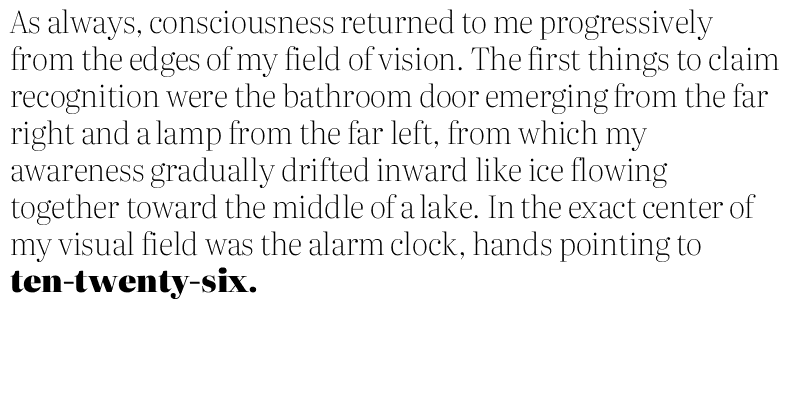 As always, consciousness returned to me progressively
from the edges of my field of vision. The first things to claim
recognition were the bathroom door emerging from the far
right and a lamp from the far left, from which my
awareness gradually drifted inward like ice flowing
together toward the middle of a lake. In the exact center of
my visual field was the alarm clock, hands pointing to
ten-twenty-six.